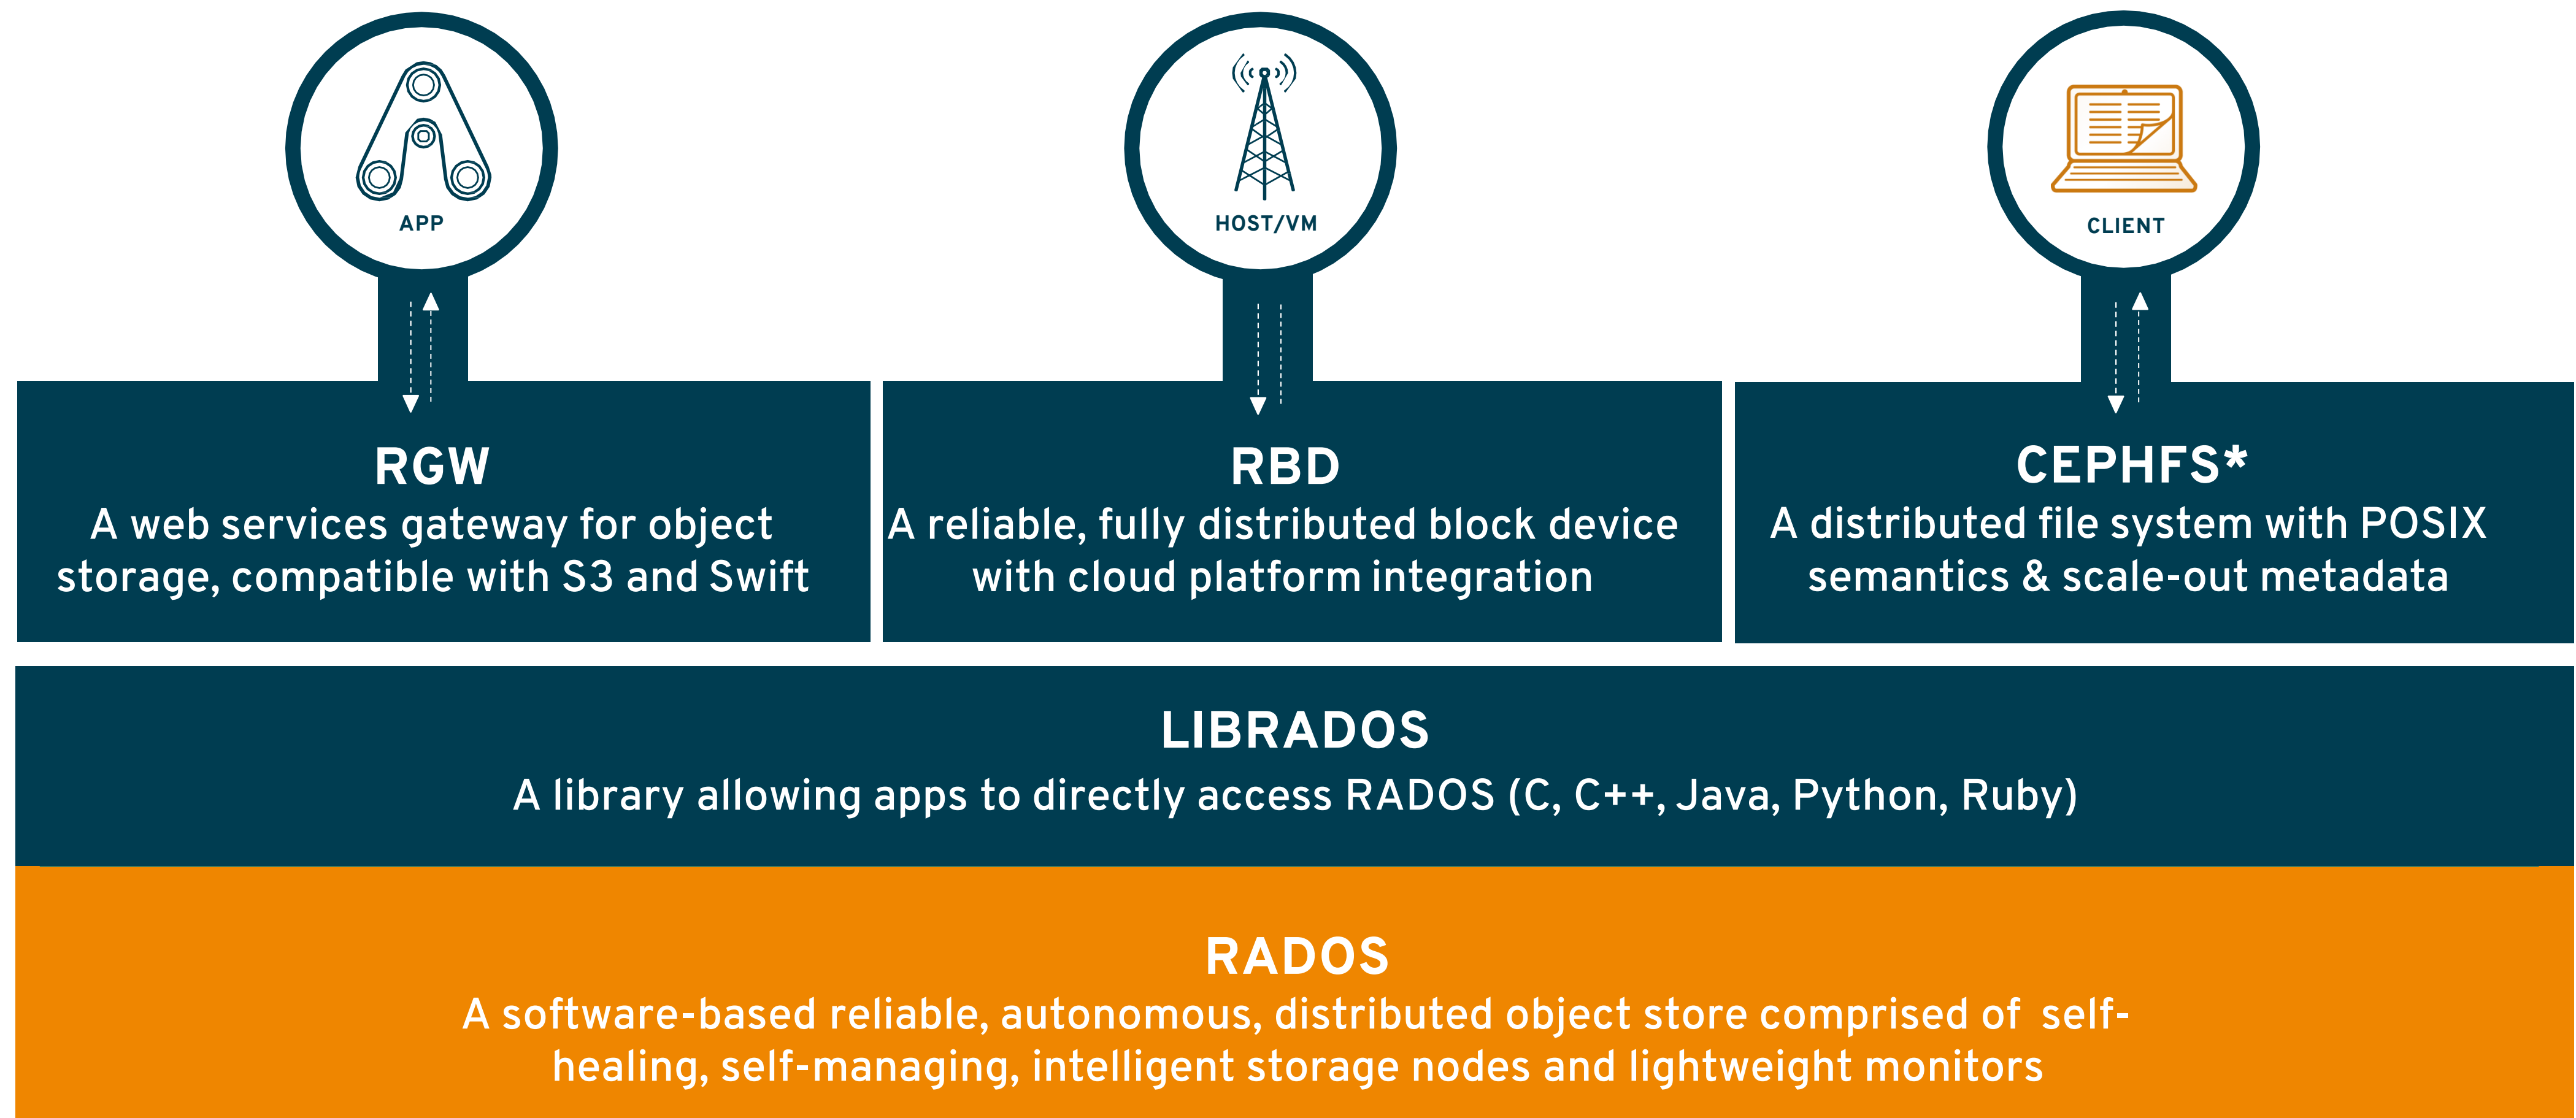 APP
HOST/VM
CLIENT
RGW
A web services gateway for object
storage, compatible with S3 and Swift
RBD
A reliable, fully distributed block device
with cloud platform integration
CEPHFS*
A distributed file system with POSIX
semantics & scale-out metadata
LIBRADOS
A library allowing apps to directly access RADOS (C, C++, Java, Python, Ruby)
RADOS
A software-based reliable, autonomous, distributed object store comprised of self-
healing, self-managing, intelligent storage nodes and lightweight monitors